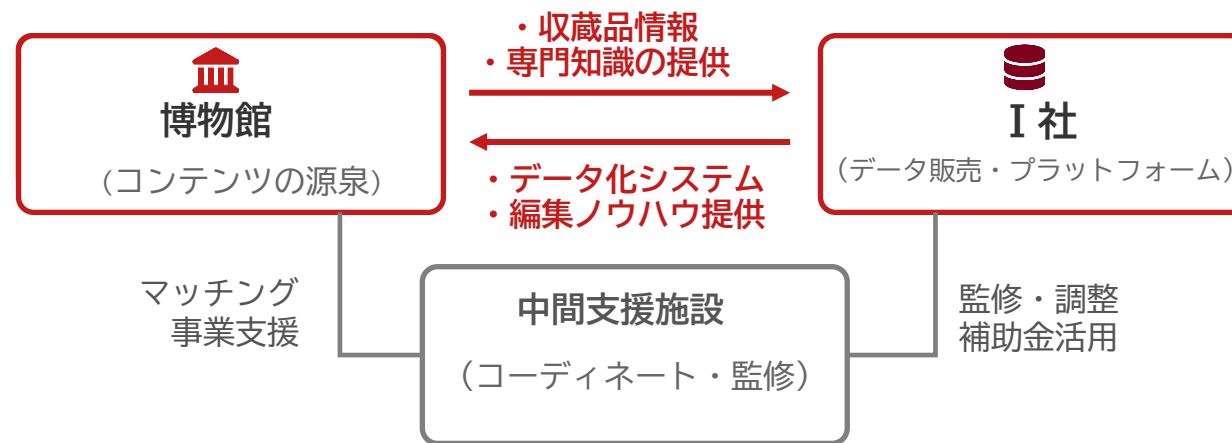 ・収蔵品情報
・専門知識の提供
博物館
(コンテンツの源泉)
Ｉ社
(データ販売・プラットフォーム)
・データ化システム
・編集ノウハウ提供
マッチング
事業支援
中間支援施設
（コーディネート・監修）
監修・調整
補助金活用